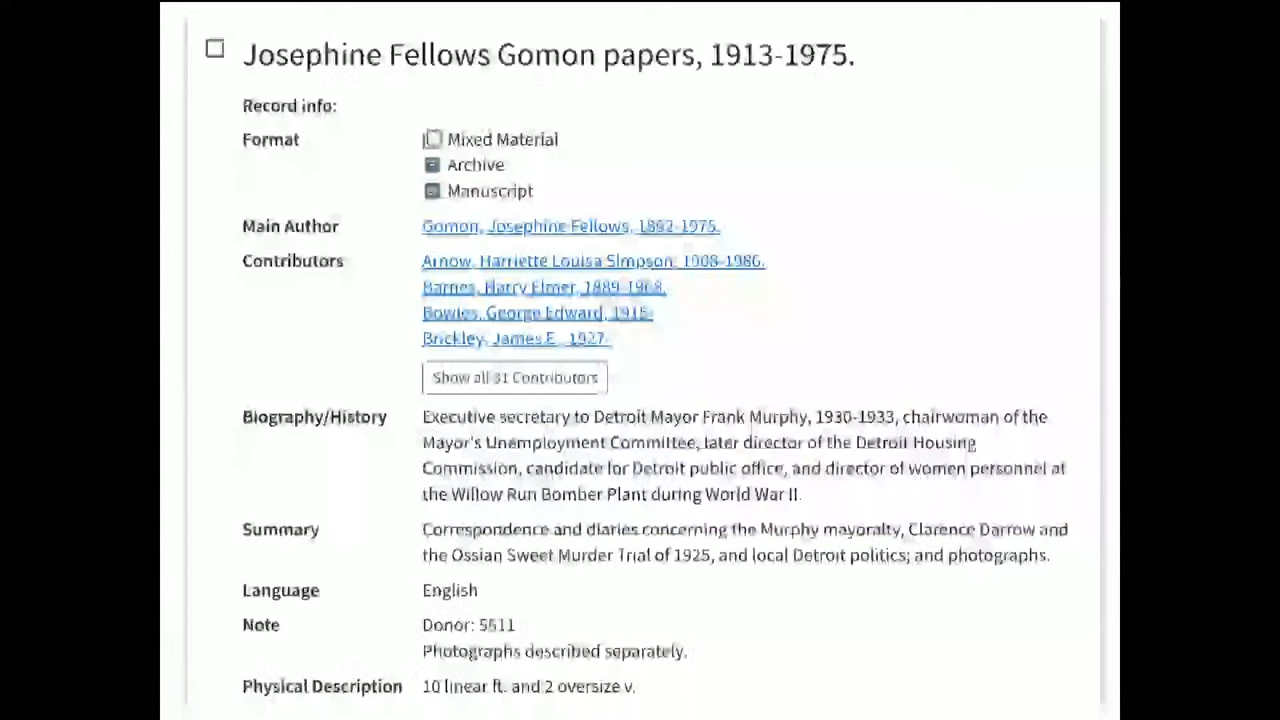 Josephine Fellows Gomon papers, 1913-1975.
Record info:
Format Mixed Material
Archive
Manuscript
Main Author Gomon, Josephine Fellows, 1892-1975.
Contributors Arnow, Harriette Louisa Simpson, 1908-1986.
Barnes, Harry Elmer, 1889-1968.
Bowles, George Edward, 1915-
Brickley, James E., 1927-
Show all 31 Contributors
Biography/History Executive secretary to Detroit Mayor Frank Murphy, 1930-1933, chairwoman of the
Mayor's Unemployment Committee, later director of the Detroit Housing
Commission, candidate for Detroit public office, and director of women personnel at
the Willow Run Bomber Plant during World War II.
Summary Correspondence and diaries concerning the Murphy mayoralty, Clarence Darrow and
the Ossian Sweet Murder Trial of 1925, and local Detroit politics; and photographs.
Language English
Note Donor: 5511
Photographs described separately.
Physical Description 10 linear ft. and 2 oversize v.